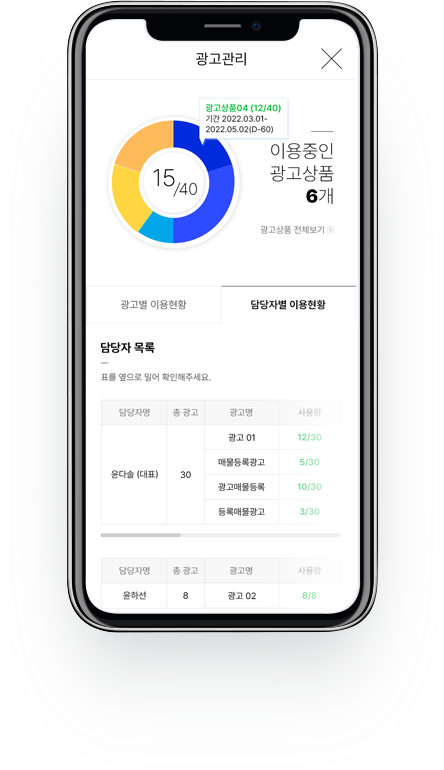 광고관리
광고상품04 (12/40)
기간 2022.03.01-
2022.05.02(D-60)
15/40
이용중인
광고상품
6개
광고상품 전체보기
광고별 이용현황
담당자별 이용현황
담당자 목록
표를 옆으로 밀어 확인해주세요.
담당자명 총 광고 광고명 사용량
윤다솔 (대표) 30 광고 01 12/30
매물등록광고 5/30
광고매물등록 10/30
등록매물광고 3/30
담당자명 총 광고 광고명 사용량
윤하선 8 광고 02 8/8